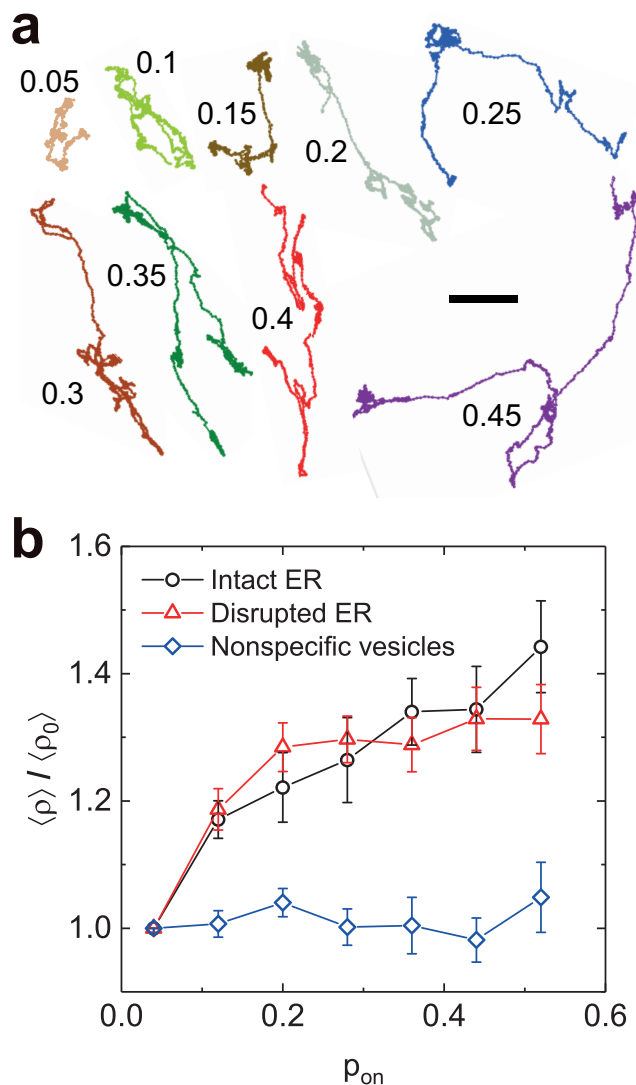 a
0.05
0.1
0.15
0.2
0.25
0.3
0.35
0.4
0.45
b
1.6
1.4
1.2
1.0
⟨ρ⟩ / ⟨ρ₀⟩
Intact ER
Disrupted ER
Nonspecific vesicles
0.0 0.2 0.4 0.6
pₒₙ